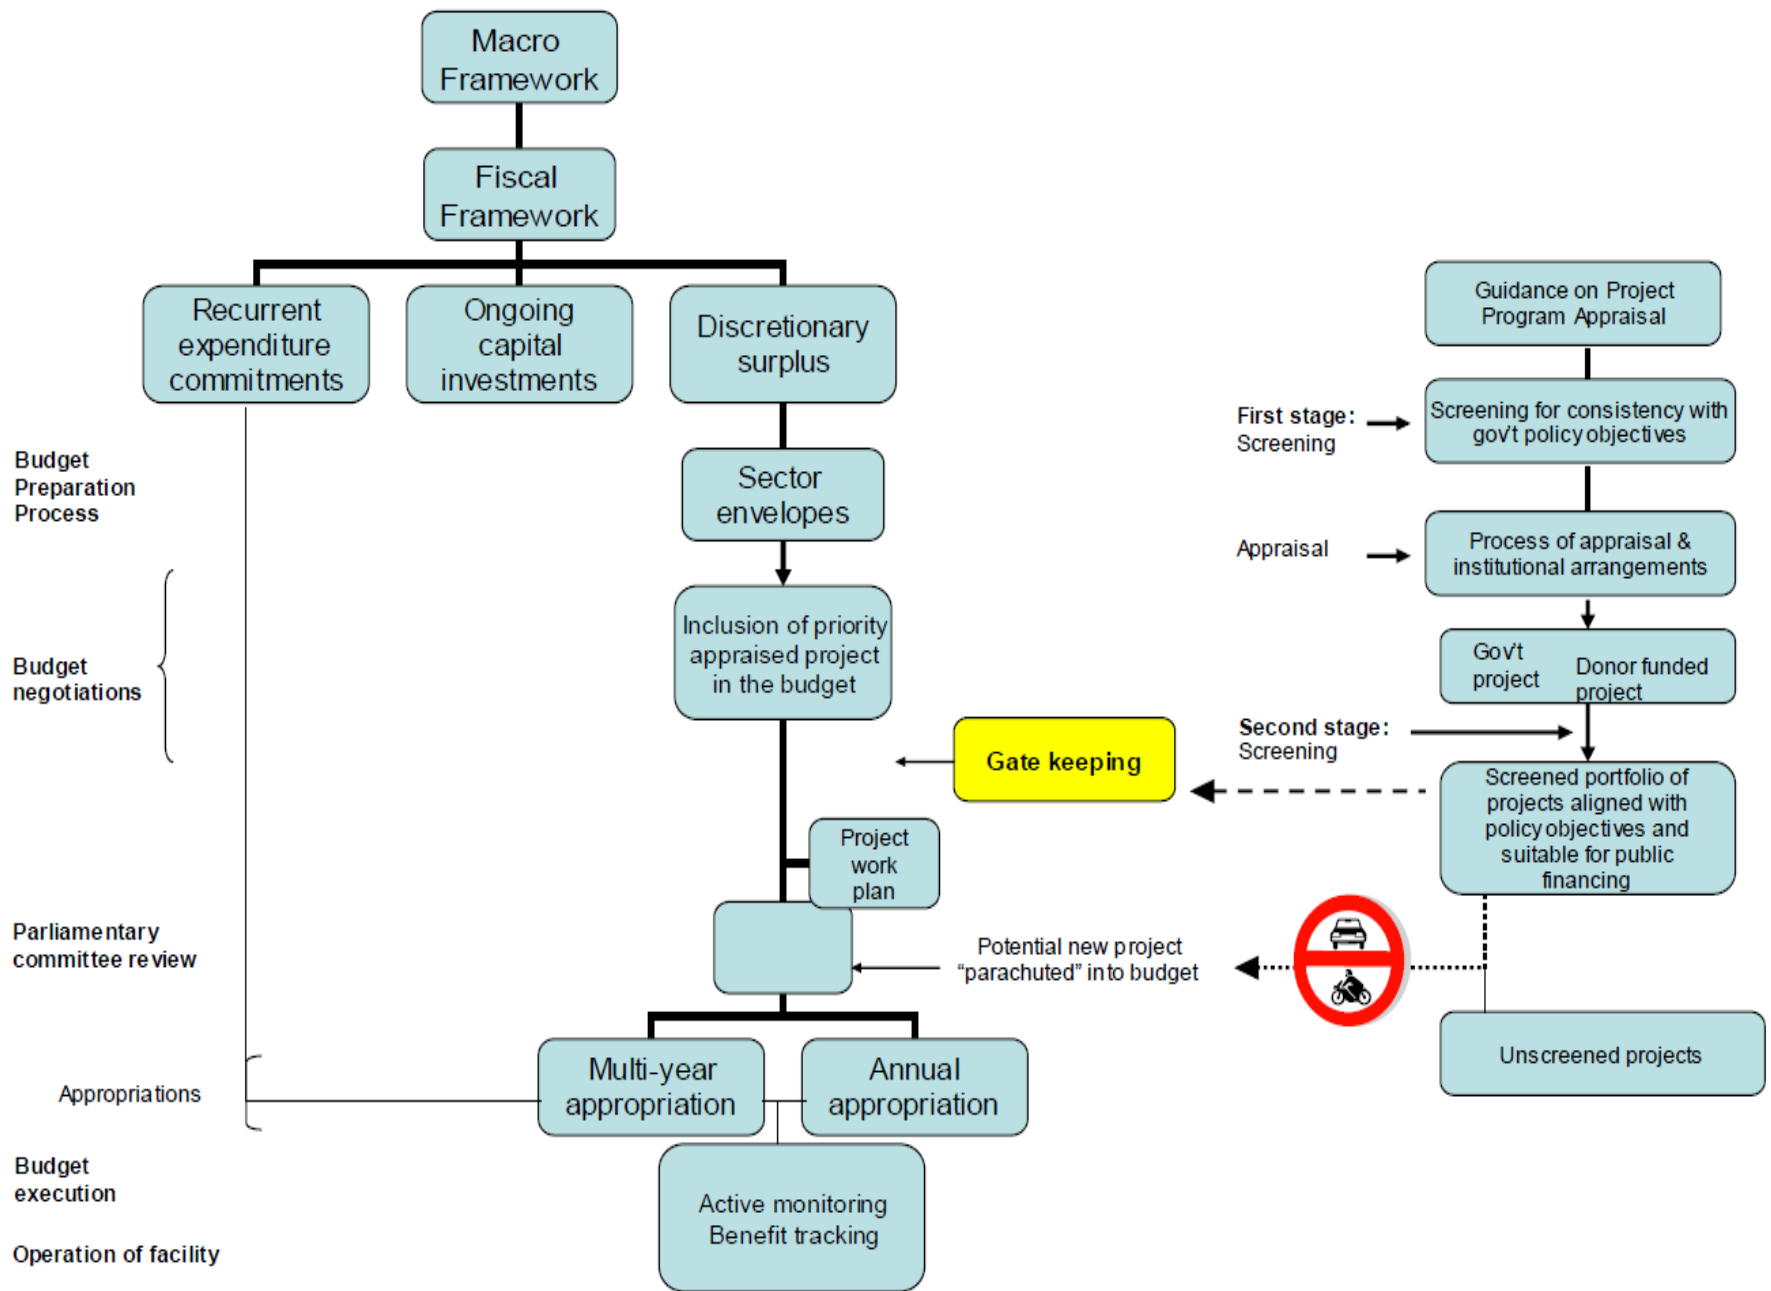 Macro
Framework
Fiscal
Framework
Recurrent
expenditure
commitments
Ongoing
capital
investments
Discretionary
surplus
Sector
envelopes
Inclusion of priority
appraised project
in the budget
Gate keeping
Project
work
plan
Potential new project
“parachuted” into budget
Multi-year
appropriation
Annual
appropriation
Active monitoring
Benefit tracking
Budget
Preparation
Process
Budget
negotiations
Parliamentary
committee review
Appropriations
Budget
execution
Operation of facility
Guidance on Project
Program Appraisal
First stage:
Screening
Screening for consistency with
gov't policy objectives
Appraisal
Process of appraisal &
institutional arrangements
Gov't
project
Donor funded
project
Second stage:
Screening
Screened portfolio of
projects aligned with
policy objectives and
suitable for public
financing
Unscreened projects